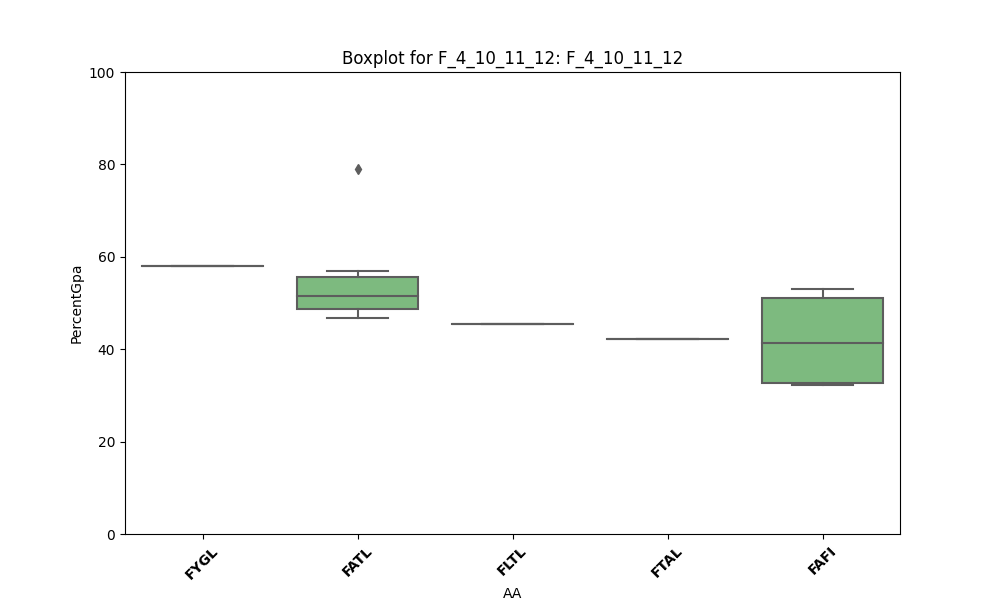 Boxplot for F_4_10_11_12: F_4_10_11_12
100
80
60
40
20
0
PercentGpa
FYGL
FATL
FLTL
FTAL
FAFI
AA